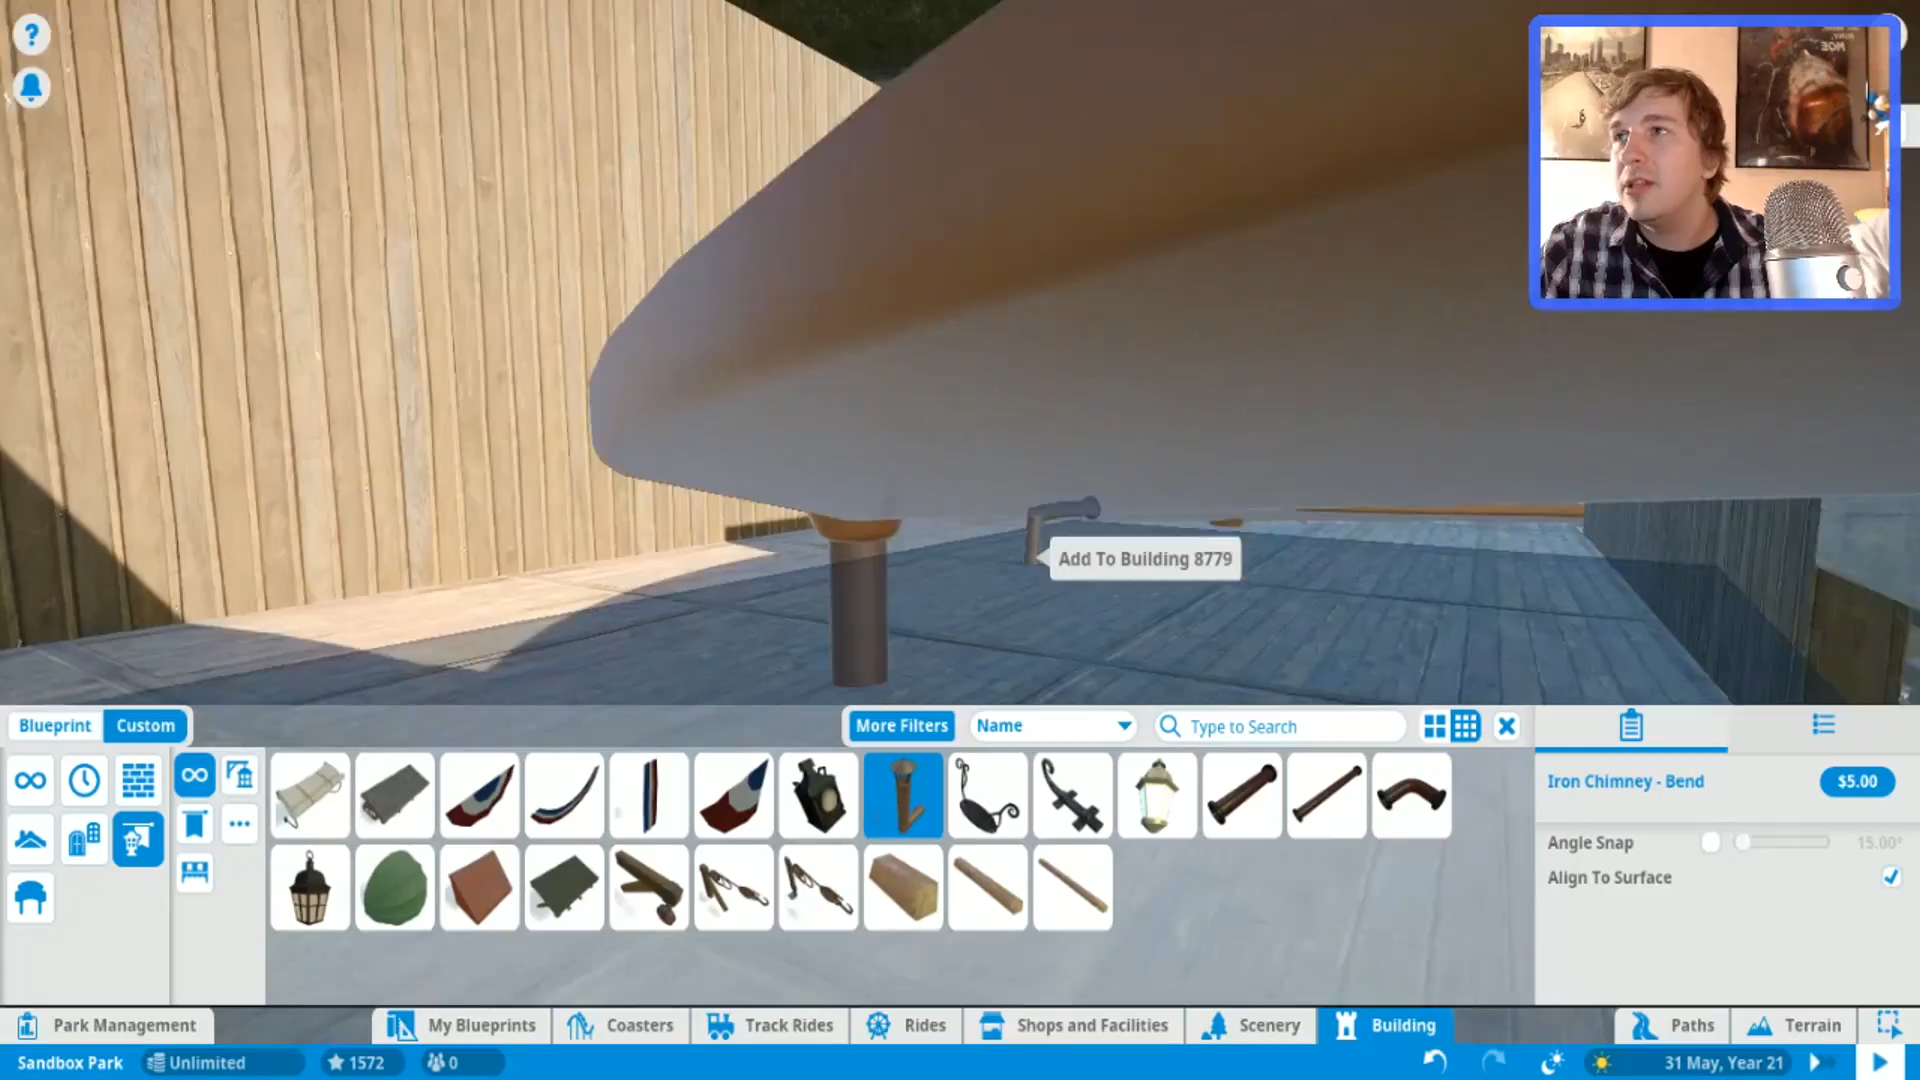 ?
MOE
Add To Building 8779
Blueprint
Custom
More Filters
Name
Type to Search
Iron Chimney - Bend
$5.00
Angle Snap
15.00°
Align To Surface
Park Management
My Blueprints
Coasters
Track Rides
Rides
Shops and Facilities
Scenery
Building
Paths
Terrain
Sandbox Park
Unlimited
1572
0
31 May, Year 21